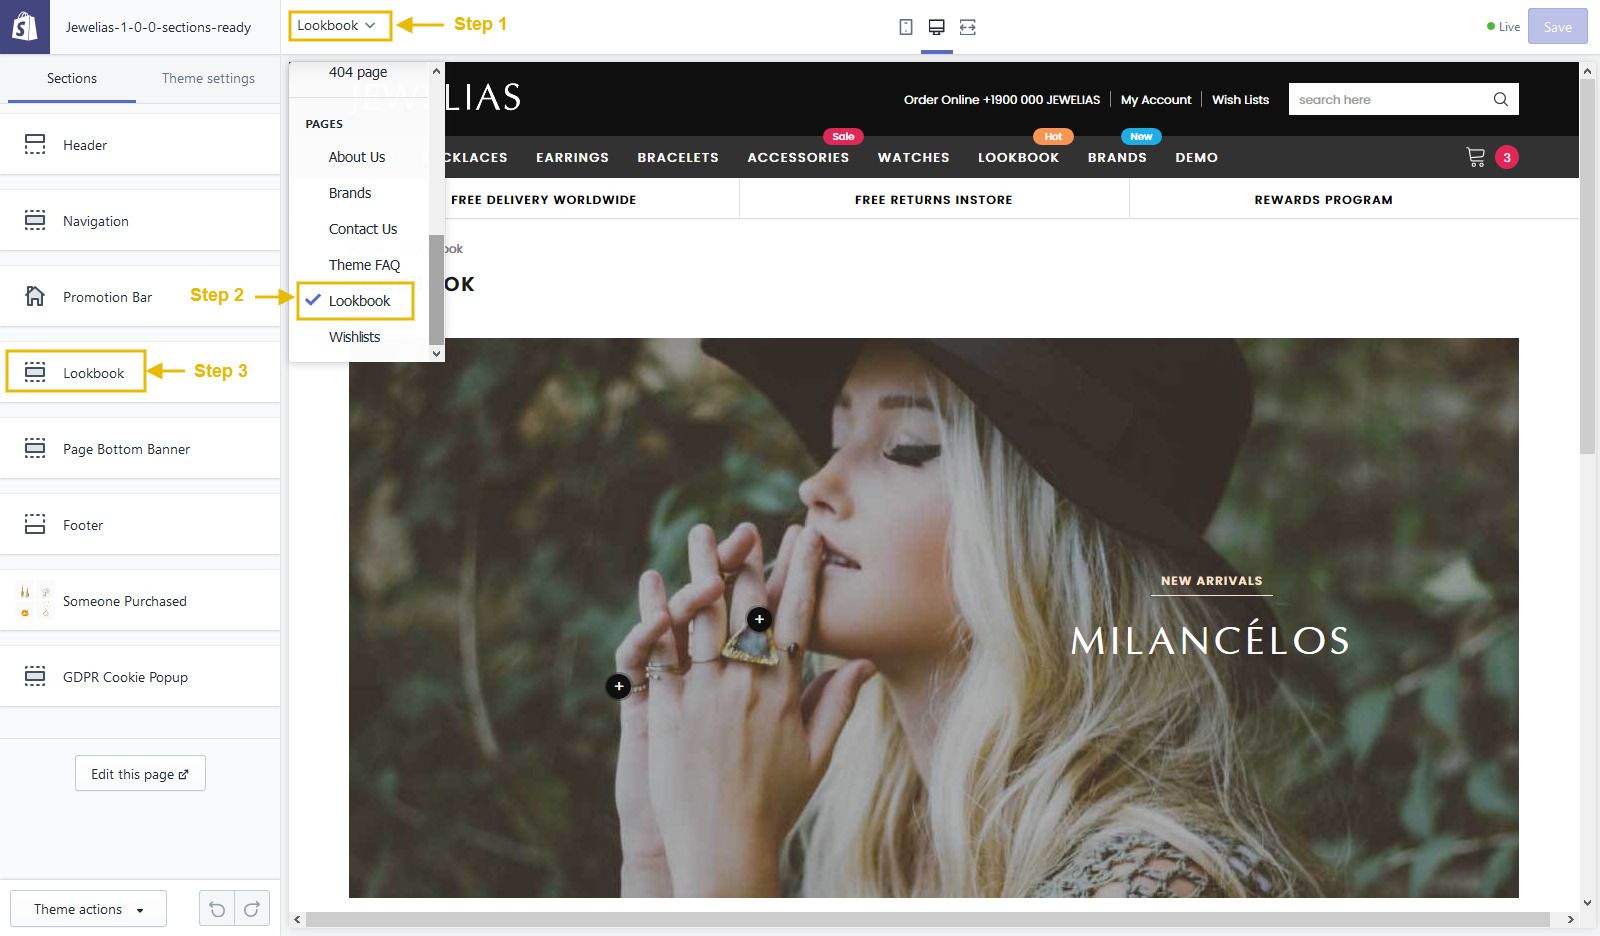 Jewelias-1-0-0-sections-ready
Lookbook
Step 1
Live
Save
Sections
Theme settings
Header
Navigation
Promotion Bar
Step 2
Lookbook
Step 3
Page Bottom Banner
Footer
Someone Purchased
GDPR Cookie Popup
Edit this page
Theme actions
404 page
PAGES
About Us
Brands
Contact Us
Theme FAQ
Lookbook
Wishlists
JEWELIAS
Order Online +1900 000 JEWELIAS
My Account
Wish Lists
search here
Sale
Hot
New
CKLACES
EARRINGS
BRACELETS
ACCESSORIES
WATCHES
LOOKBOOK
BRANDS
DEMO
3
FREE DELIVERY WORLDWIDE
FREE RETURNS INSTORE
REWARDS PROGRAM
ook
OK
NEW ARRIVALS
MILANCÉLOS